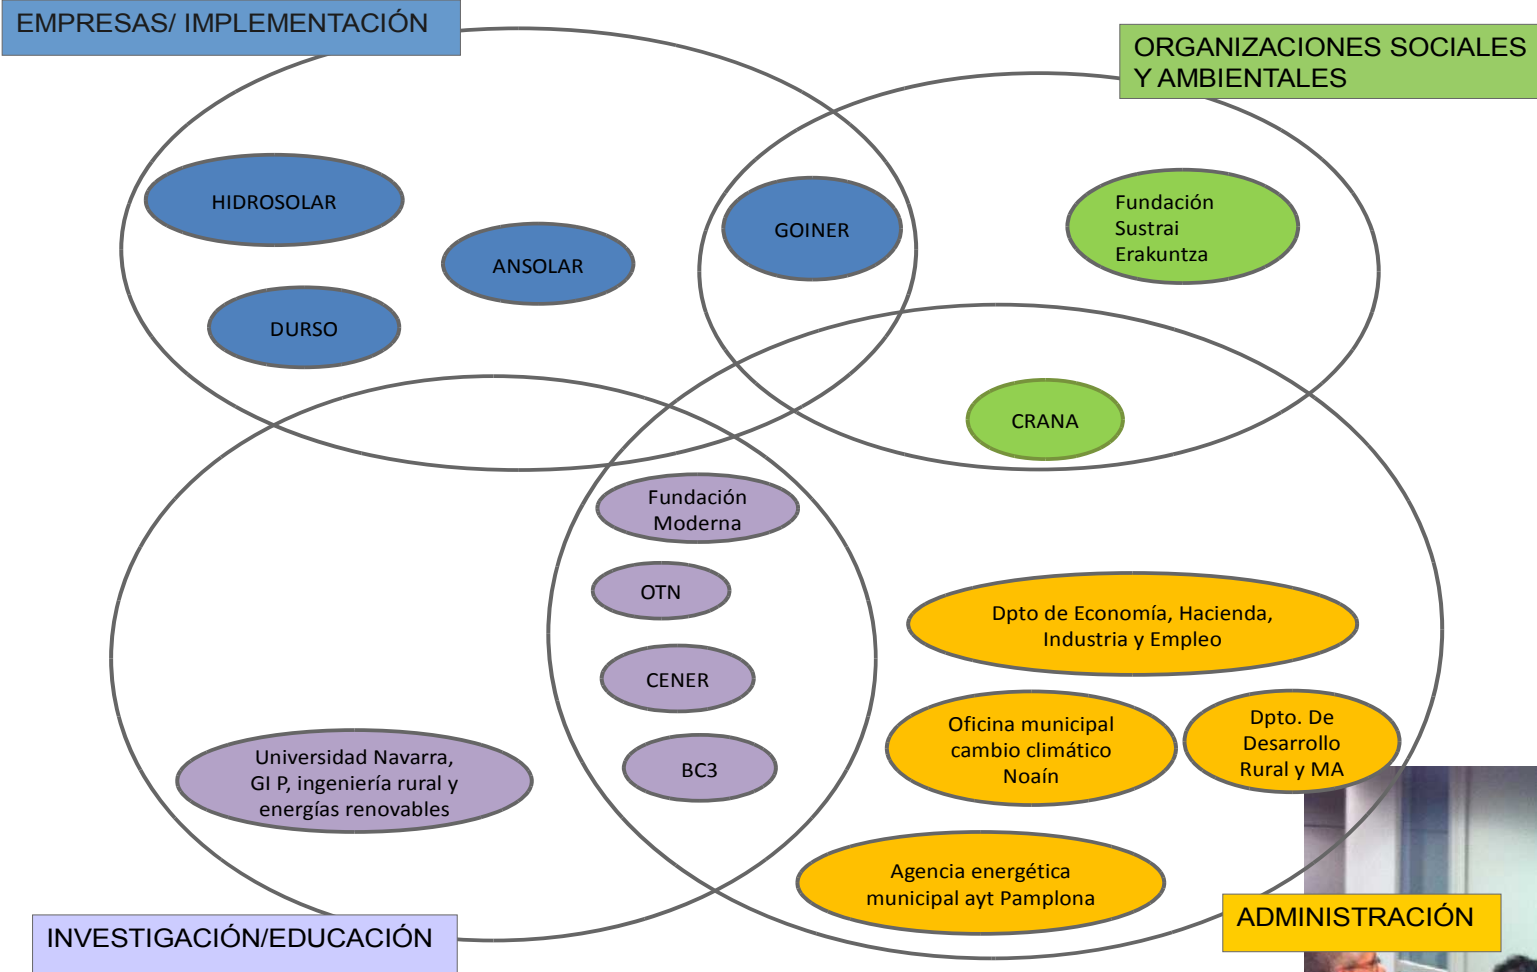 EMPRESAS/ IMPLEMENTACIÓN
ORGANIZACIONES SOCIALES
Y AMBIENTALES
HIDROSOLAR
ANSOLAR
DURSO
GOINER
Fundación
Sustrai
Erakuntza
CRANA
Fundación
Moderna
OTN
CENER
BC3
Universidad Navarra,
GI P, ingeniería rural y
energías renovables
Dpto de Economía, Hacienda,
Industria y Empleo
Oficina municipal
cambio climático
Noaín
Dpto. De
Desarrollo
Rural y MA
Agencia energética
municipal ayt Pamplona
INVESTIGACIÓN/EDUCACIÓN
ADMINISTRACIÓN